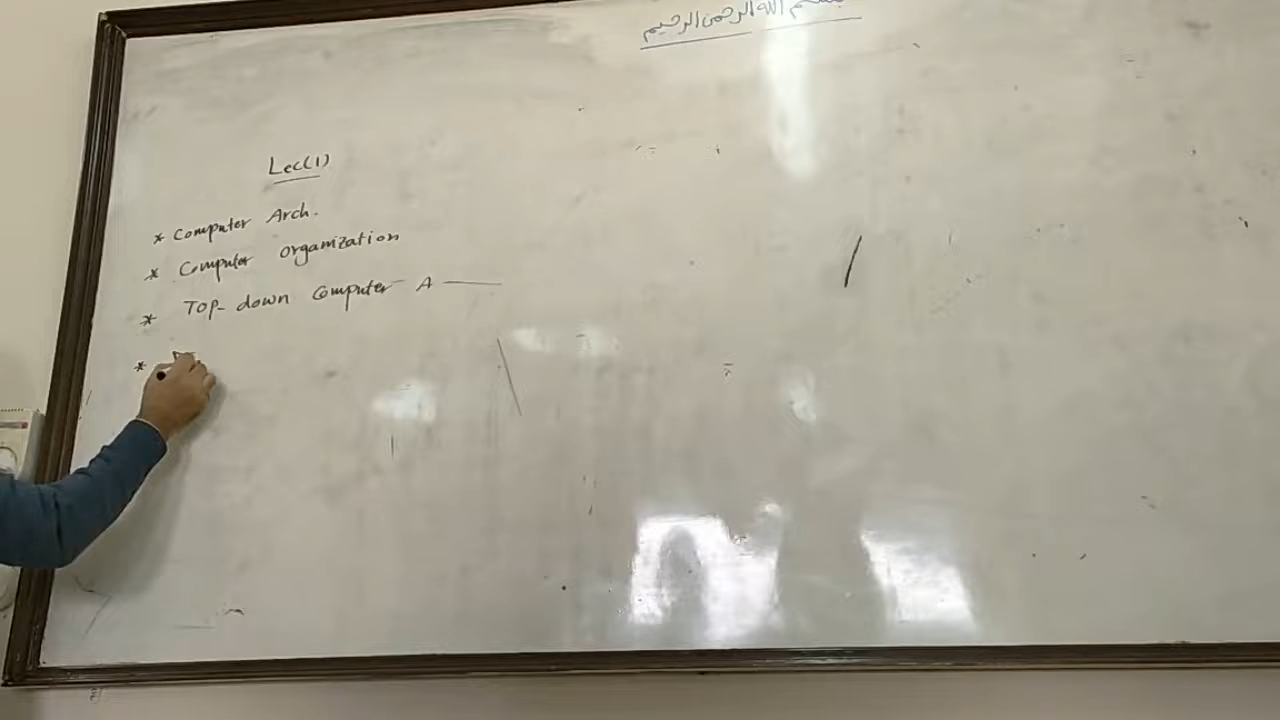 بسم الله الرحمن الرحيم
Lec(1)
* Computer Arch.
* Computer Organization
* Top-down Computer A ——
*